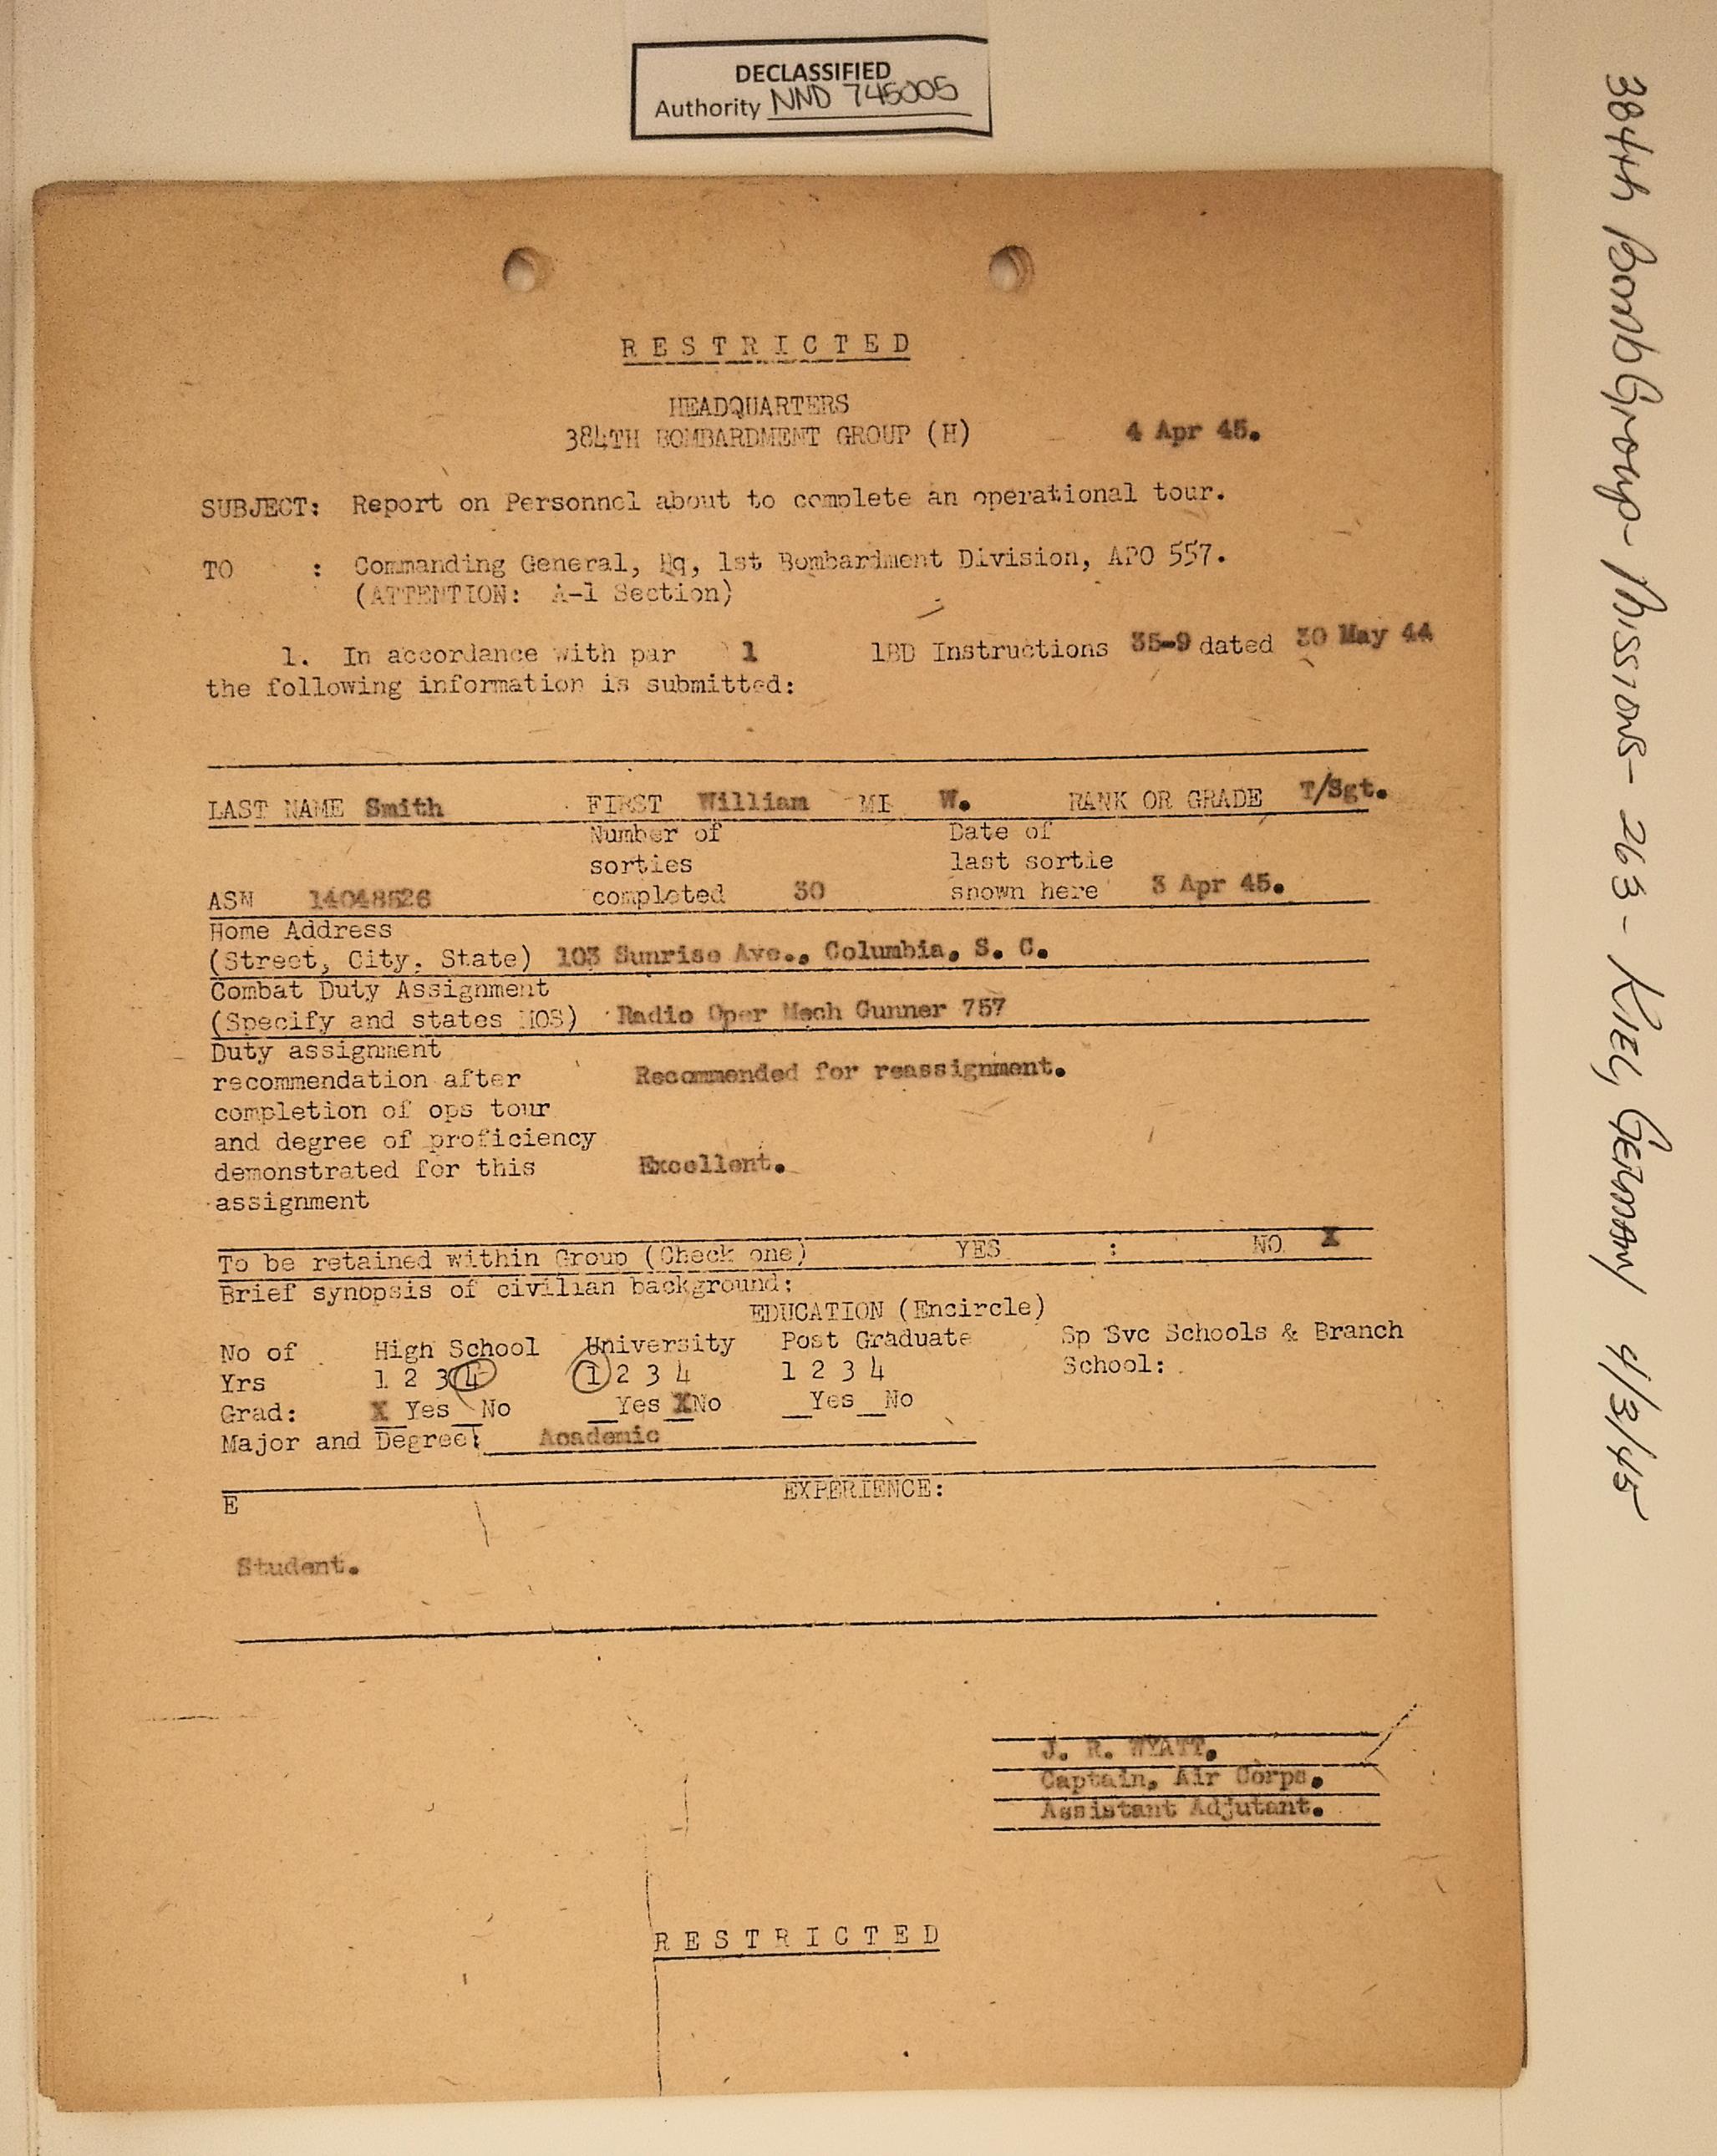 DECLASSIFIED
Authority NND 745005
RESTRICTED
HEADQUARTERS
384TH BOMBARDMENT GROUP (H) 4 Apr 45.
SUBJECT: Report on Personnel about to complete an operational tour.
TO : Commanding General, Hq, 1st Bombardment Division, APO 557.
(ATTENTION: A-1 Section)
1. In accordance with par 1 1BD Instructions 35-9 dated 30 May 44
the following information is submitted:
LAST NAME Smith FIRST William MI W. RANK OR GRADE T/Sgt.
Number of Date of
sorties last sortie
ASN 14048526 completed 30 shown here 3 Apr 45.
Home Address
(Street, City, State) 103 Sunrise Ave., Columbia, S. C.
Combat Duty Assignment
(Specify and states MOS) Radio Oper Mech Gunner 757
Duty assignment
recommendation after Recommended for reassignment.
completion of ops tour
and degree of proficiency
demonstrated for this Excellent.
assignment
To be retained within Group (Check one) YES : NO X
Brief synopsis of civilian background:
EDUCATION (Encircle)
No of High School University Post Graduate Sp Svc Schools & Branch
Yrs 1 2 3 4 1 2 3 4 1 2 3 4 School:
Grad: X Yes __No __Yes XNo __Yes__No
Major and Degree: Academic
E EXPERIENCE:
Student.
J. R. WYATT.
Captain, Air Corps.
Assistant Adjutant.
RESTRICTED
384th Bomb Group - Missions - 263 - KIEL, GERMANY 4/3/45